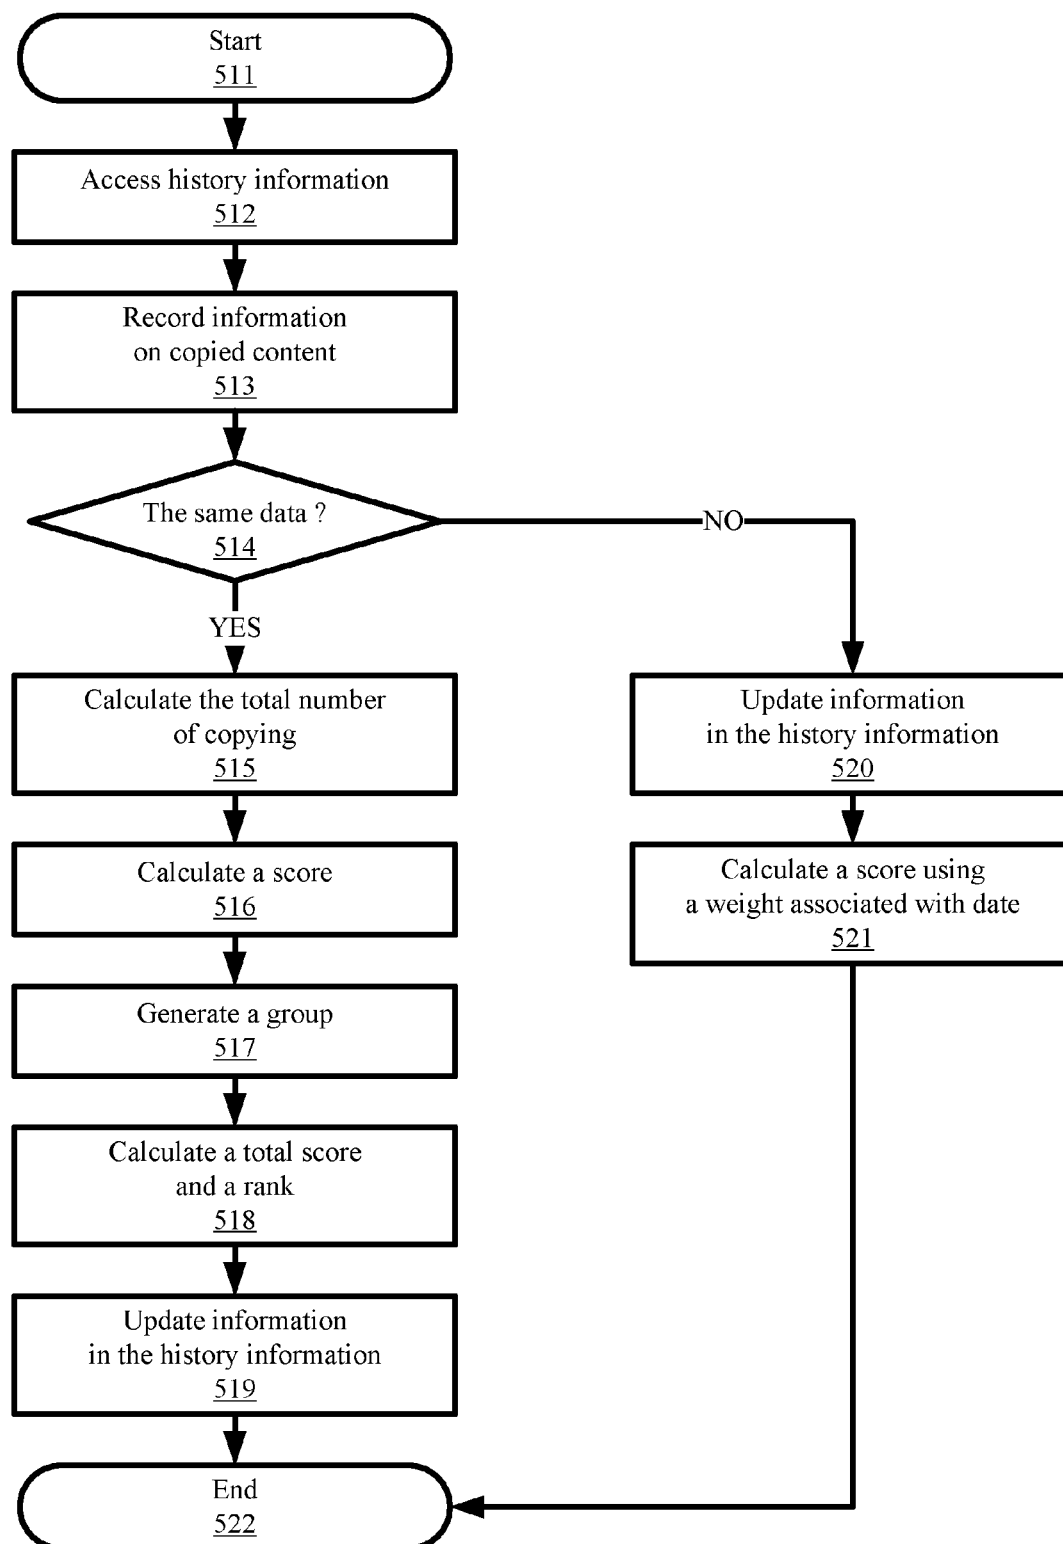 Start
511
Access history information
512
Record information
on copied content
513
The same data ?
514
NO
YES
Calculate the total number
of copying
515
Calculate a score
516
Generate a group
517
Calculate a total score
and a rank
518
Update information
in the history information
519
Update information
in the history information
520
Calculate a score using
a weight associated with date
521
End
522